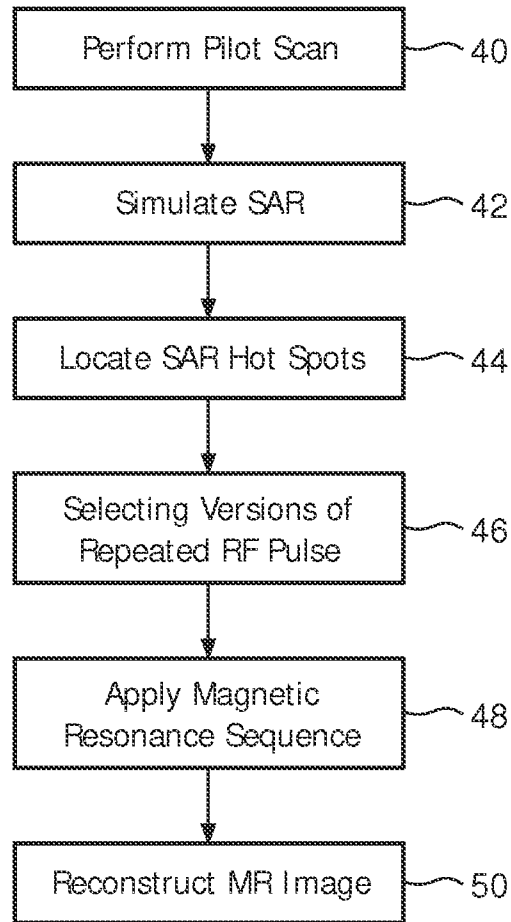 Perform Pilot Scan 40
Simulate SAR 42
Locate SAR Hot Spots 44
Selecting Versions of
Repeated RF Pulse 46
Apply Magnetic
Resonance Sequence 48
Reconstruct MR Image 50